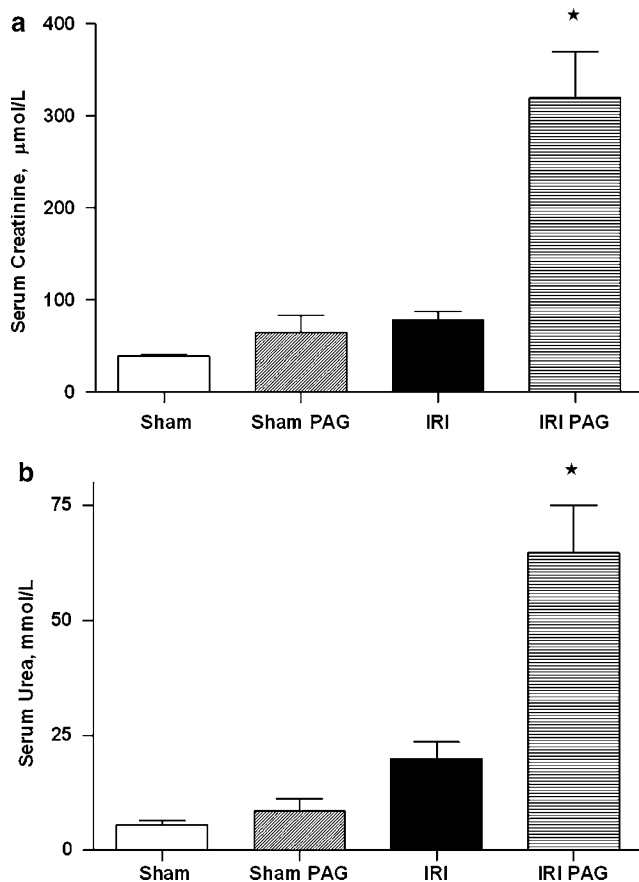 a
★
Serum Creatinine, μmol/L
400
300
200
100
0
Sham Sham PAG IRI IRI PAG
b
★
Serum Urea, mmol/L
75
50
25
0
Sham Sham PAG IRI IRI PAG